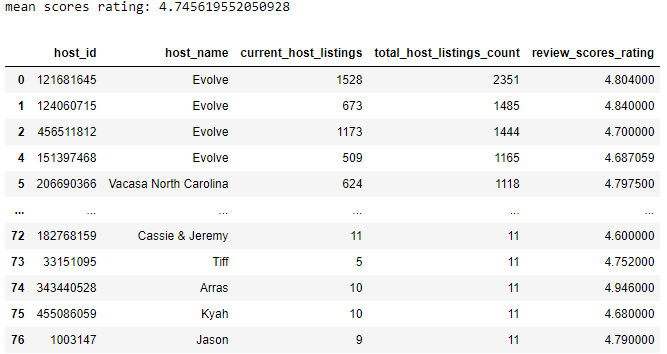 mean scores rating: 4.745619552050928
host_id host_name current_host_listings total_host_listings_count review_scores_rating
0 121681645 Evolve 1528 2351 4.804000
1 124060715 Evolve 673 1485 4.840000
2 456511812 Evolve 1173 1444 4.700000
4 151397468 Evolve 509 1165 4.687059
5 206690366 Vacasa North Carolina 624 1118 4.797500
... ... ... ... ... ...
72 182768159 Cassie & Jeremy 11 11 4.600000
73 33151095 Tiff 5 11 4.752000
74 343440528 Arras 10 11 4.946000
75 455086059 Kyah 10 11 4.680000
76 1003147 Jason 9 11 4.790000